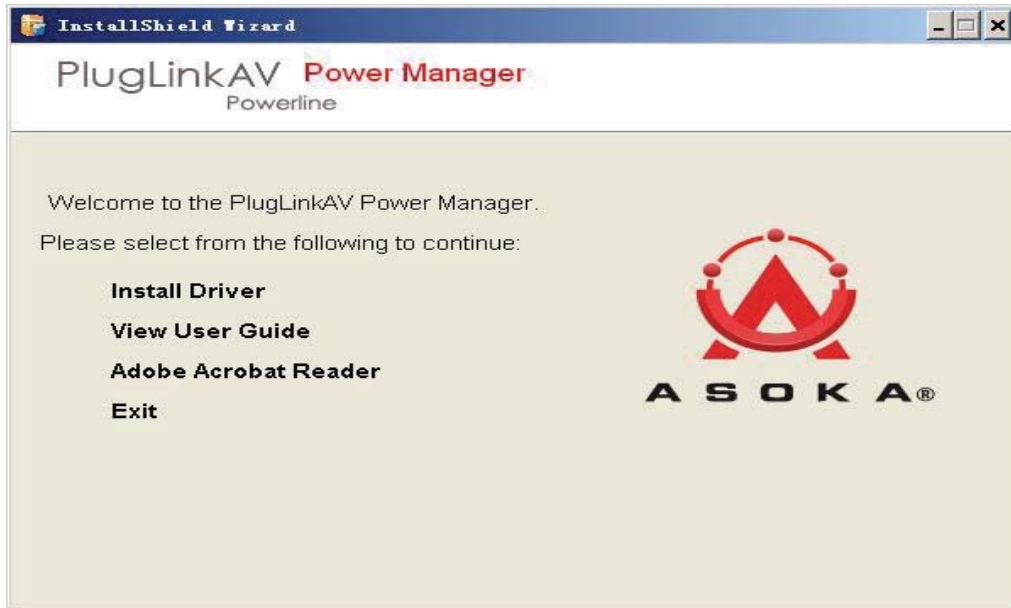 InstallShield Wizard
PlugLinkAV Power Manager
Powerline
Welcome to the PlugLinkAV Power Manager.
Please select from the following to continue:
Install Driver
View User Guide
Adobe Acrobat Reader
Exit
ASOKA®